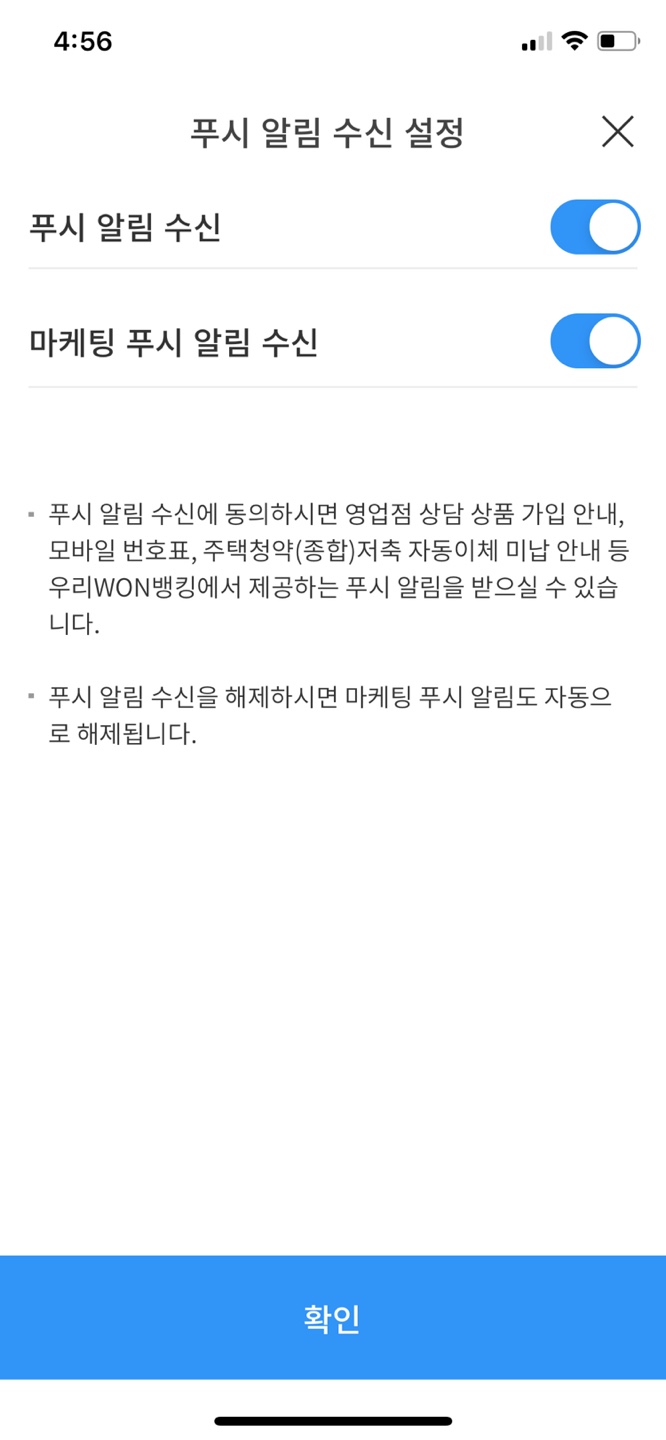 4:56
푸시 알림 수신 설정
푸시 알림 수신
마케팅 푸시 알림 수신
푸시 알림 수신에 동의하시면 영업점 상담 상품 가입 안내,
모바일 번호표, 주택청약(종합)저축 자동이체 미납 안내 등
우리WON뱅킹에서 제공하는 푸시 알림을 받으실 수 있습
니다.
푸시 알림 수신을 해제하시면 마케팅 푸시 알림도 자동으
로 해제됩니다.
확인